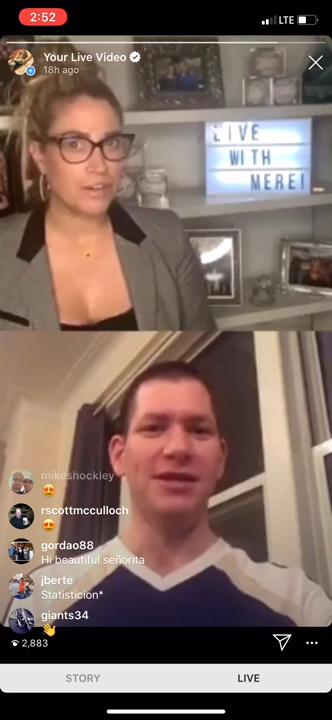 2:52
LTE
Your Live Video
18h ago
LIVE
WITH
MERE!
mikeshockley
😍
rscottmcculloch
😍
gordao88
Hi beautiful señorita
jberte
Statisticion*
giants34
👋
2,883
STORY
LIVE